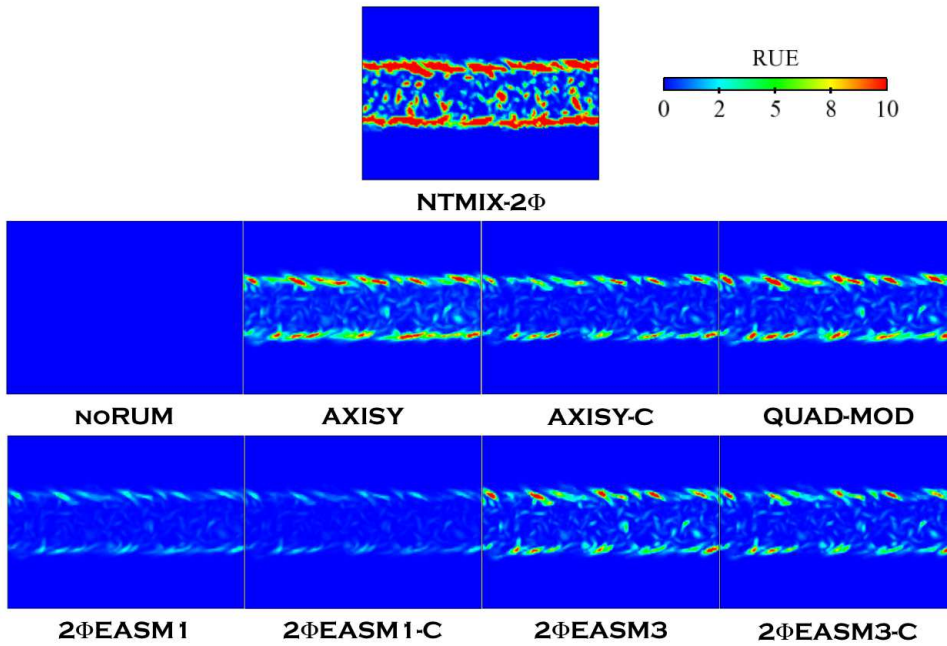 RUE
0 2 5 8 10
NTMIX-2Φ
NORUM AXISY AXISY-C QUAD-MOD
2ΦEASM1 2ΦEASM1-C 2ΦEASM3 2ΦEASM3-C